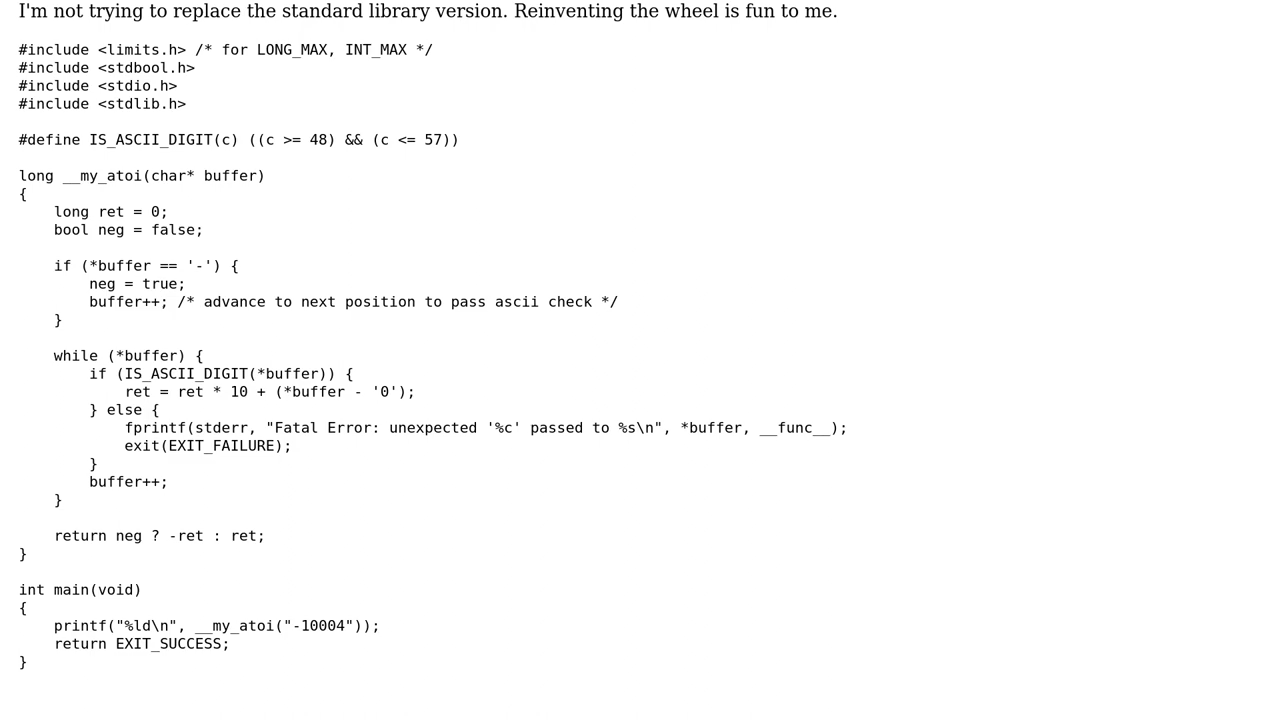 I'm not trying to replace the standard library version. Reinventing the wheel is fun to me.
#include <limits.h> /* for LONG_MAX, INT_MAX */
#include <stdbool.h>
#include <stdio.h>
#include <stdlib.h>
#define IS_ASCII_DIGIT(c) ((c >= 48) && (c <= 57))
long __my_atoi(char* buffer)
{
    long ret = 0;
    bool neg = false;
    if (*buffer == '-') {
        neg = true;
        buffer++; /* advance to next position to pass ascii check */
    }
    while (*buffer) {
        if (IS_ASCII_DIGIT(*buffer)) {
            ret = ret * 10 + (*buffer - '0');
        } else {
            fprintf(stderr, "Fatal Error: unexpected '%c' passed to %s\n", *buffer, __func__);
            exit(EXIT_FAILURE);
        }
        buffer++;
    }
    return neg ? -ret : ret;
}
int main(void)
{
    printf("%ld\n", __my_atoi("-10004"));
    return EXIT_SUCCESS;
}